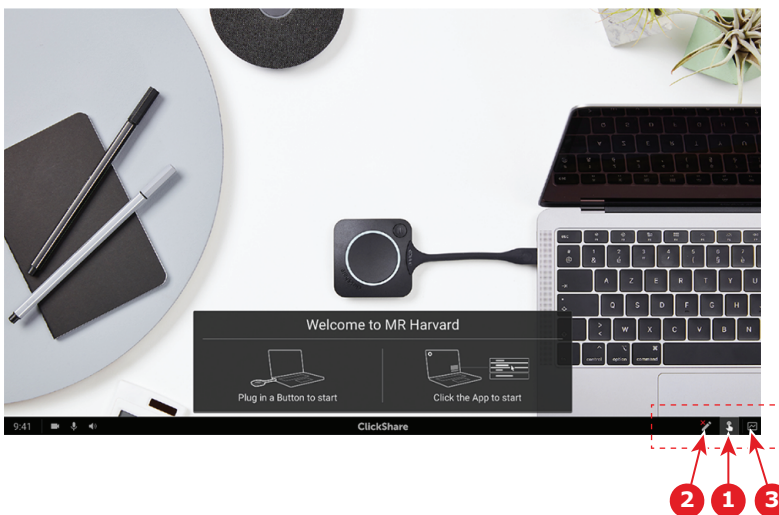 Welcome to MR Harvard
Plug in a Button to start
Click the App to start
9:41
ClickShare
2
1
3